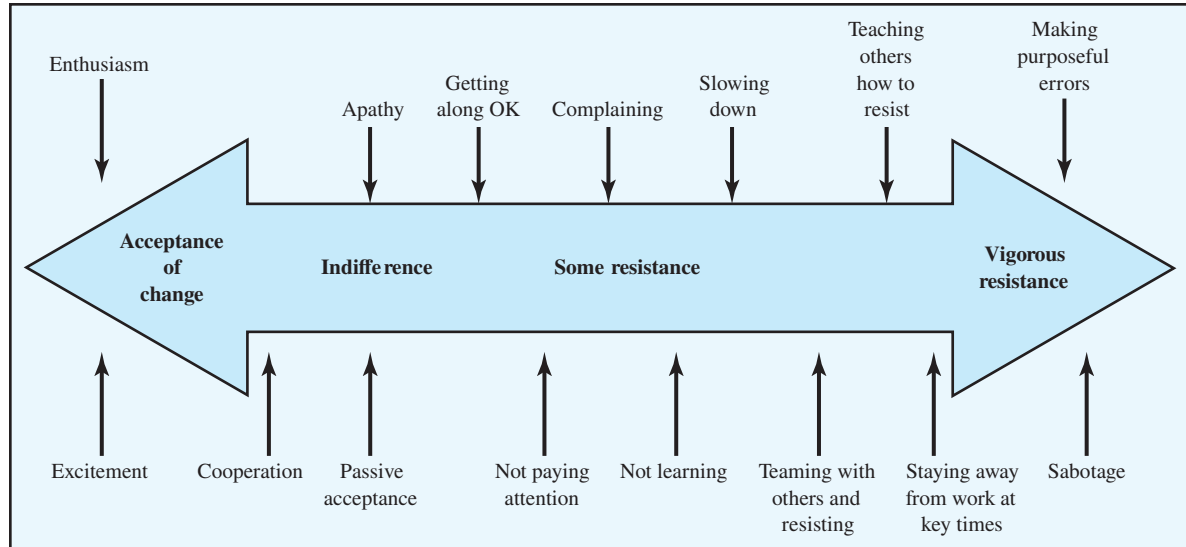 Enthusiasm
Apathy
Getting
along OK
Complaining
Slowing
down
Teaching
others
how to
resist
Making
purposeful
errors
Acceptance
of
change
Indifference
Some resistance
Vigorous
resistance
Excitement
Cooperation
Passive
acceptance
Not paying
attention
Not learning
Teaming with
others and
resisting
Staying away
from work at
key times
Sabotage